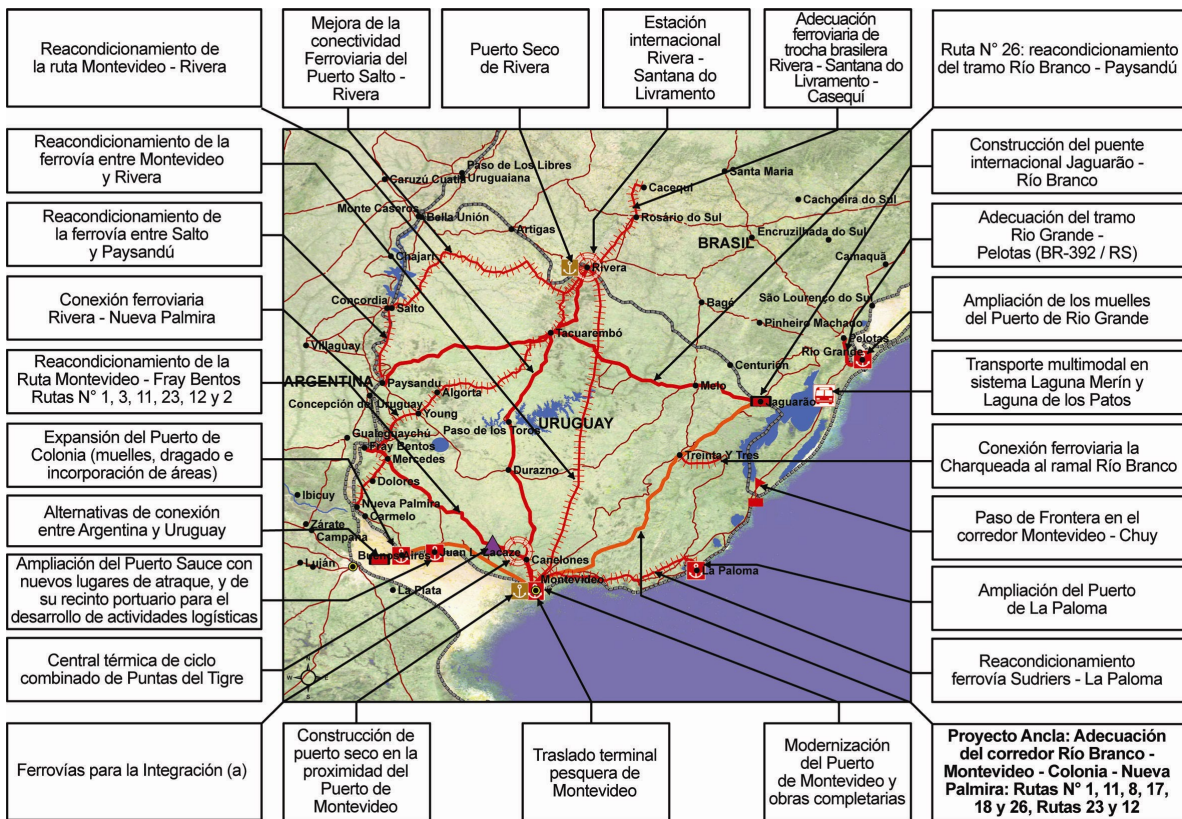 Reacondicionamiento de
la ruta Montevideo - Rivera
Mejora de la
conectividad
Ferroviaria del
Puerto Salto -
Rivera
Puerto Seco
de Rivera
Estación
internacional
Rivera -
Santana do
Livramento
Adecuación
ferroviaria de
trocha brasilera
Rivera - Santana do
Livramento -
Casequí
Ruta N° 26: reacondicionamiento
del tramo Río Branco - Paysandú
Reacondicionamiento de la
ferrovía entre Montevideo
y Rivera
Reacondicionamiento de
la ferrovía entre Salto
y Paysandú
Conexión ferroviaria
Rivera - Nueva Palmira
Reacondicionamiento de la
Ruta Montevideo - Fray Bentos
Rutas N° 1, 3, 11, 23, 12 y 2
Expansión del Puerto de
Colonia (muelles, dragado e
incorporación de áreas)
Alternativas de conexión
entre Argentina y Uruguay
Ampliación del Puerto Sauce con
nuevos lugares de atraque, y de
su recinto portuario para el
desarrollo de actividades logísticas
Central térmica de ciclo
combinado de Puntas del Tigre
Ferrovías para la Integración (a)
Paso de Los Libres
Caruzú Cuatía
Uruguaiana
Monte Caseros
Bella Unión
Artigas
Santa Maria
Cacequi
Cachoeira do Sul
Rosário do Sul
Encruzilhada do Sul
BRASIL
Chajarí
Rivera
Camaquã
Concordia
Salto
Bagé
São Lourenço do Sul
Pinheiro Machado
Tacuarembó
Villaguay
Pelotas
Rio Grande
Centurión
ARGENTINA
Paysandu
Melo
Algorta
Jaguarão
Concepción del Uruguay
Young
Paso de los Toros
URUGUAY
Gualeguaychú
Fray Bentos
Mercedes
Treinta Y Tres
Durazno
Dolores
Ibicuy
Nueva Palmira
Carmelo
Zárate
Campana
Buenos Aires
Juan L. Lacaze
Canelones
Luján
Montevideo
La Paloma
La Plata
N
W
E
S
Construcción del puente
internacional Jaguarão -
Río Branco
Adecuación del tramo
Rio Grande -
Pelotas (BR-392 / RS)
Ampliación de los muelles
del Puerto de Rio Grande
Transporte multimodal en
sistema Laguna Merín y
Laguna de los Patos
Conexión ferroviaria la
Charqueada al ramal Río Branco
Paso de Frontera en el
corredor Montevideo - Chuy
Ampliación del Puerto
de La Paloma
Reacondicionamiento
ferrovía Sudriers - La Paloma
Construcción de
puerto seco en la
proximidad del
Puerto de
Montevideo
Traslado terminal
pesquera de
Montevideo
Modernización
del Puerto
de Montevideo y
obras completarias
Proyecto Ancla: Adecuación
del corredor Río Branco -
Montevideo - Colonia - Nueva
Palmira: Rutas N° 1, 11, 8, 17,
18 y 26, Rutas 23 y 12